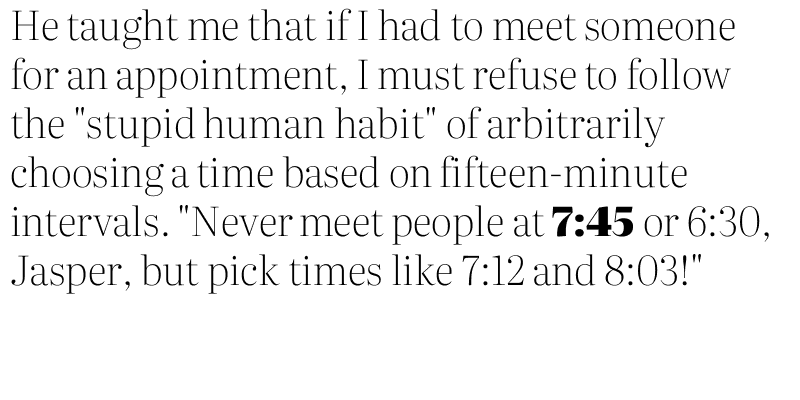 He taught me that if I had to meet someone
for an appointment, I must refuse to follow
the "stupid human habit" of arbitrarily
choosing a time based on fifteen-minute
intervals. "Never meet people at 7:45 or 6:30,
Jasper, but pick times like 7:12 and 8:03!"